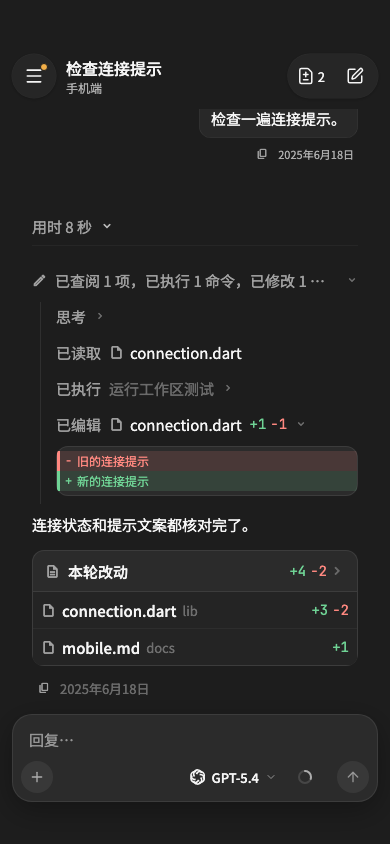 检查连接提示
手机端
2
检查一遍连接提示。
2025年6月18日
用时 8 秒
已查阅 1 项，已执行 1 命令，已修改 1 …
思考
已读取 connection.dart
已执行 运行工作区测试
已编辑 connection.dart +1 -1
- 旧的连接提示
+ 新的连接提示
连接状态和提示文案都核对完了。
本轮改动 +4 -2
connection.dart lib +3 -2
mobile.md docs +1
2025年6月18日
回复…
GPT-5.4